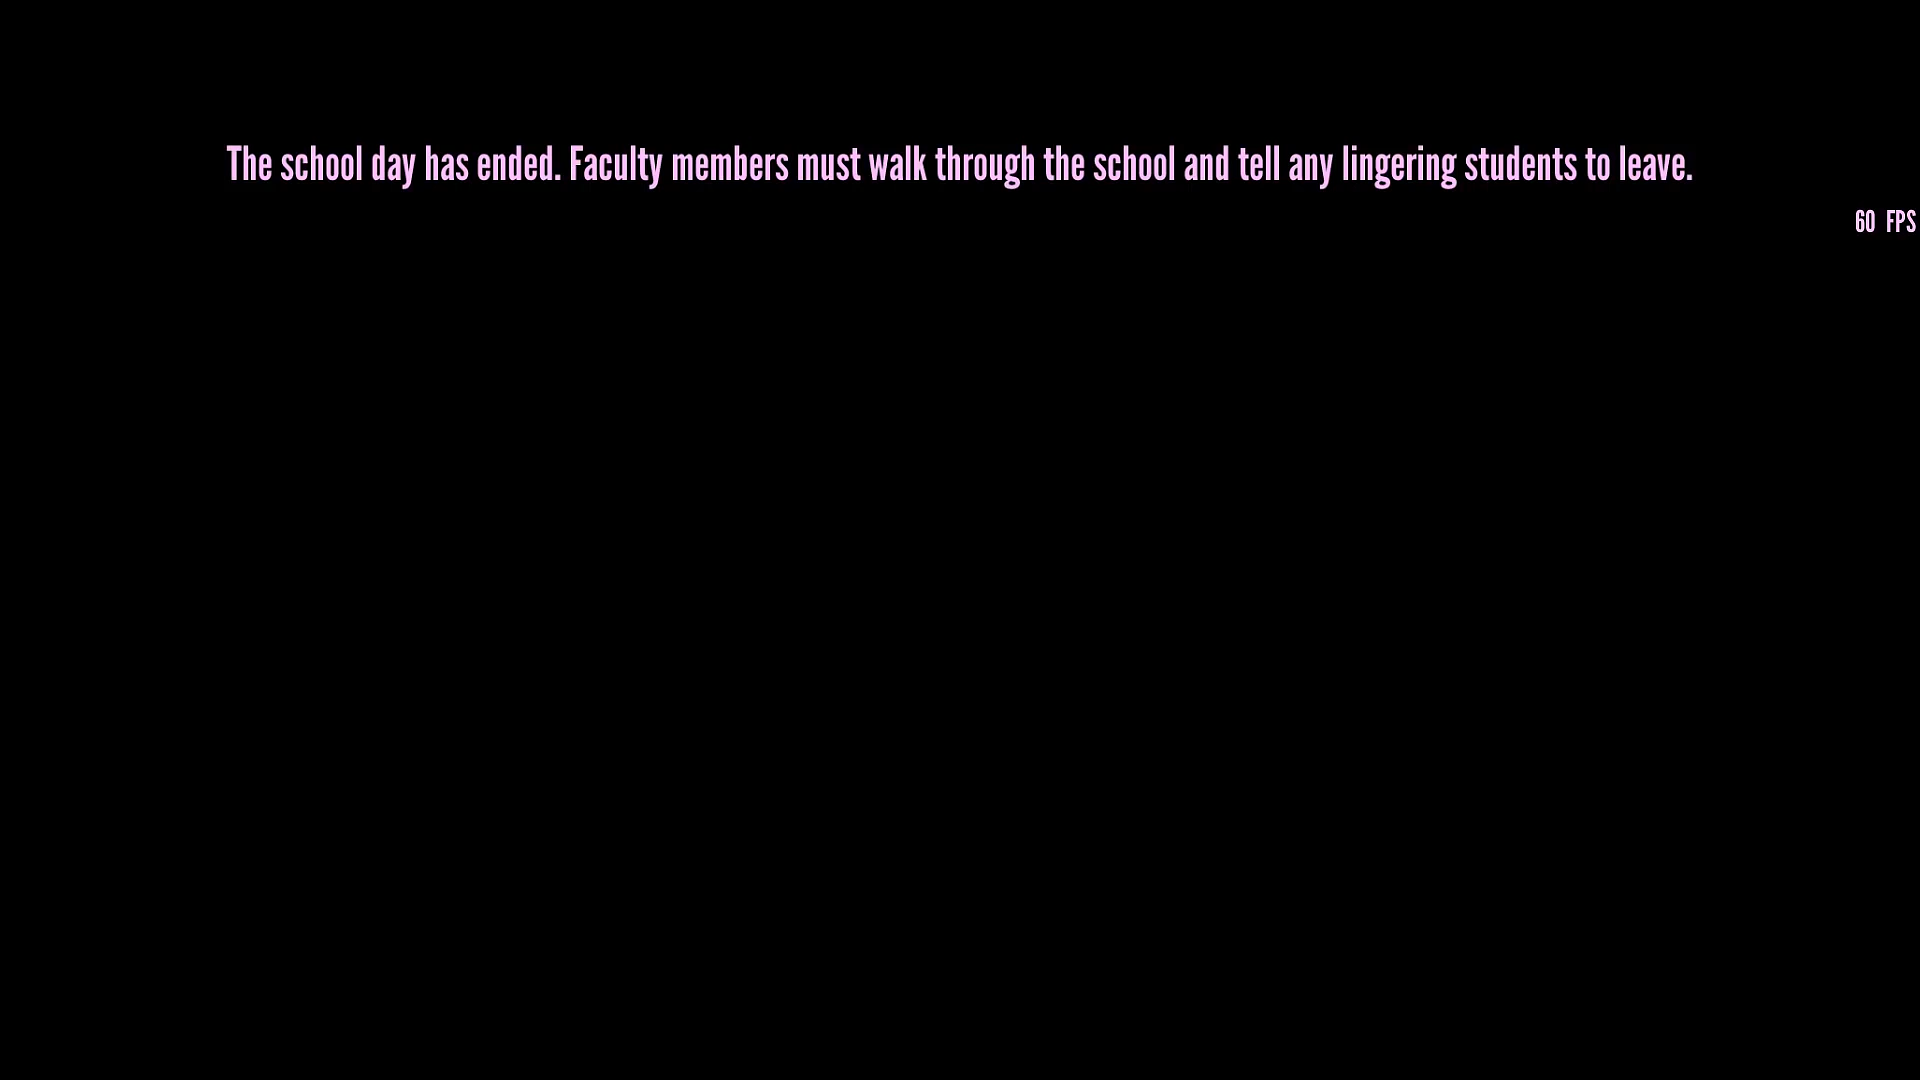 The school day has ended. Faculty members must walk through the school and tell any lingering students to leave.
60 FPS